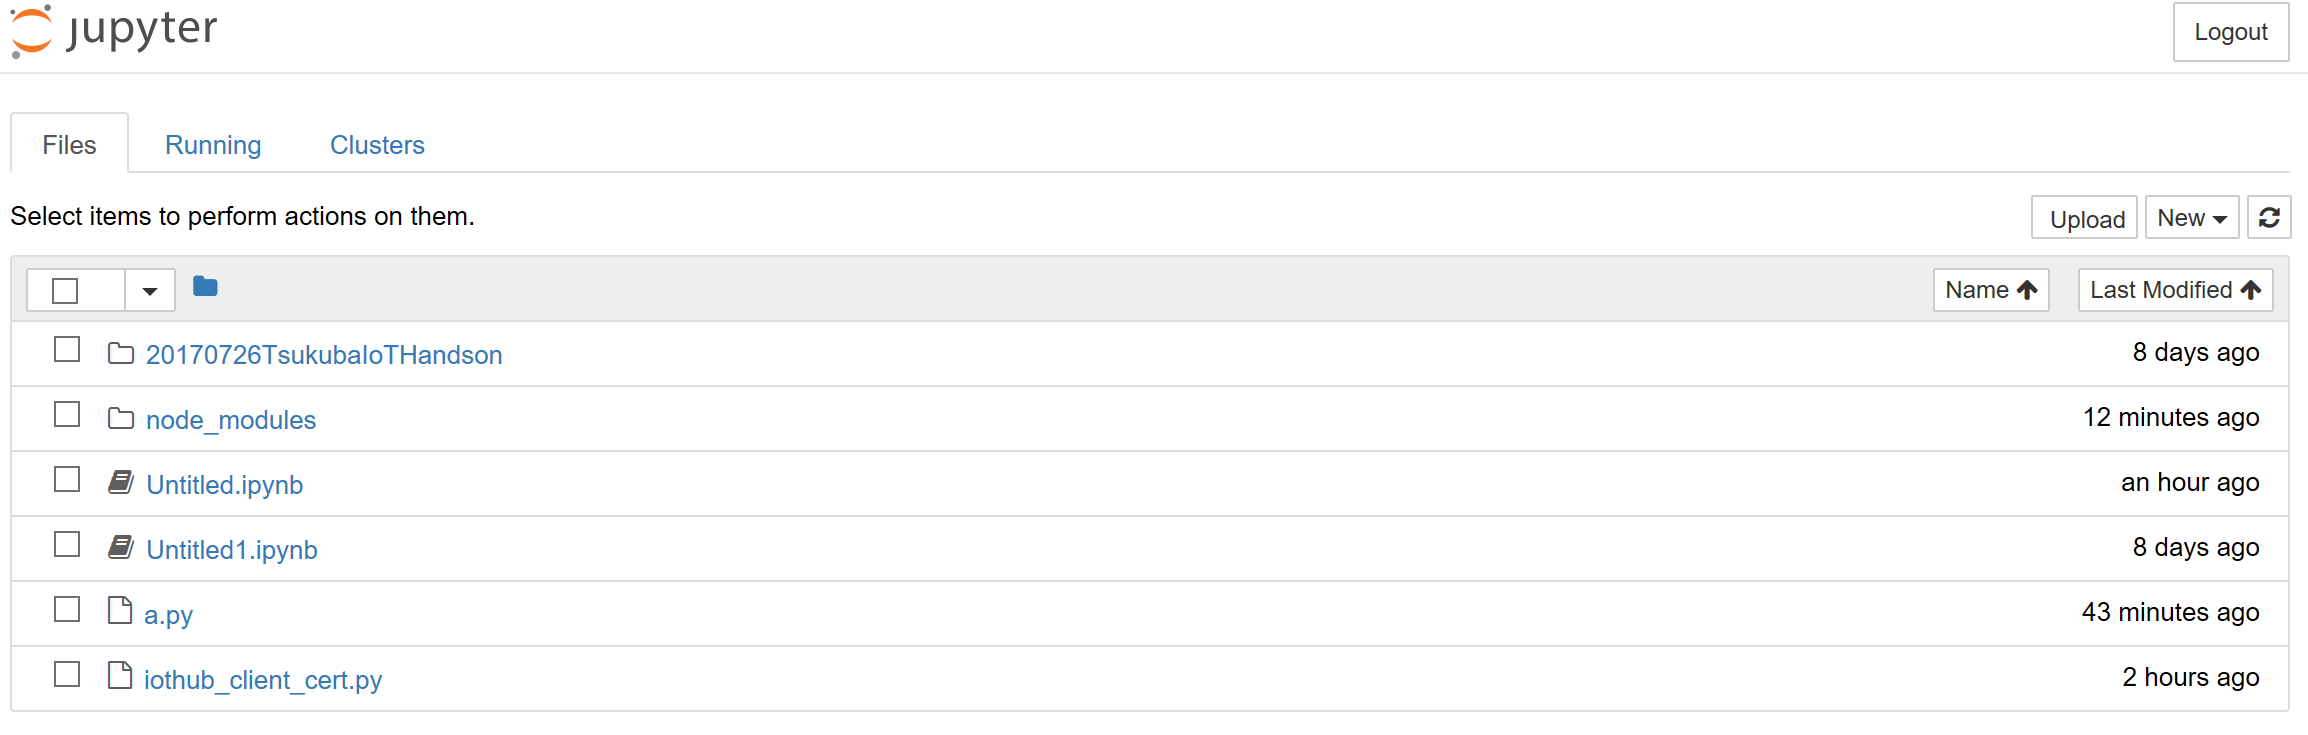 jupyter
Logout
Files Running Clusters
Select items to perform actions on them.
Upload New
Name Last Modified
20170726TsukubaIoTHandson 8 days ago
node_modules 12 minutes ago
Untitled.ipynb an hour ago
Untitled1.ipynb 8 days ago
a.py 43 minutes ago
iothub_client_cert.py 2 hours ago